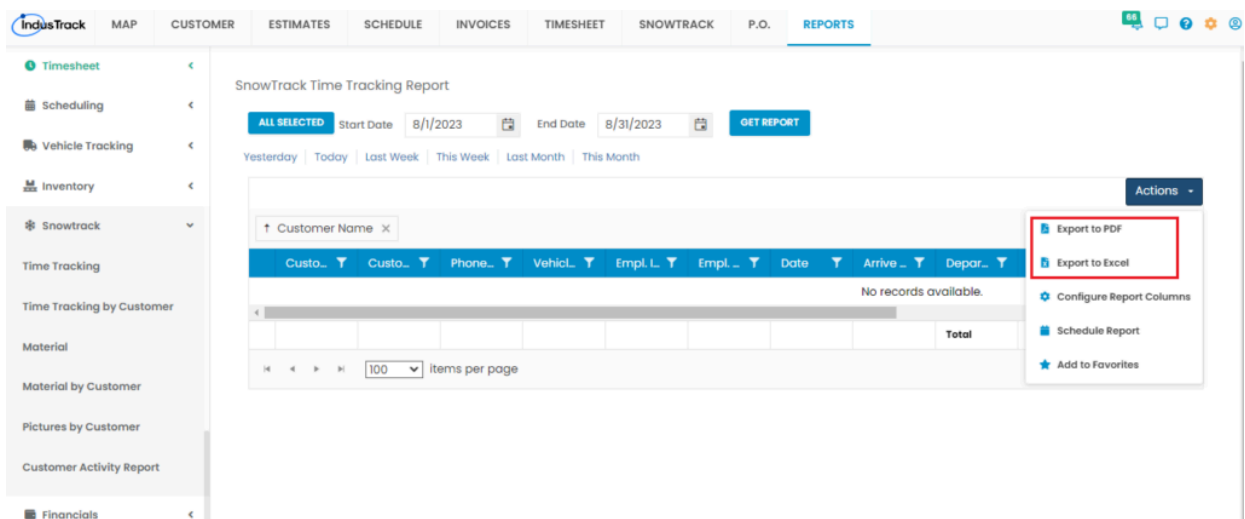 IndusTrack MAP CUSTOMER ESTIMATES SCHEDULE INVOICES TIMESHEET SNOWTRACK P.O. REPORTS 66
Timesheet
Scheduling
Vehicle Tracking
Inventory
Snowtrack
Time Tracking
Time Tracking by Customer
Material
Material by Customer
Pictures by Customer
Customer Activity Report
Financials
SnowTrack Time Tracking Report
ALL SELECTED Start Date 8/1/2023 End Date 8/31/2023 GET REPORT
Yesterday Today Last Week This Week Last Month This Month
Actions
↑ Customer Name ×
Custo... Custo... Phone... Vehicl... Empl. I... Empl. ... Date Arrive ... Depar...
No records available.
Total
100 items per page
Export to PDF
Export to Excel
Configure Report Columns
Schedule Report
Add to Favorites